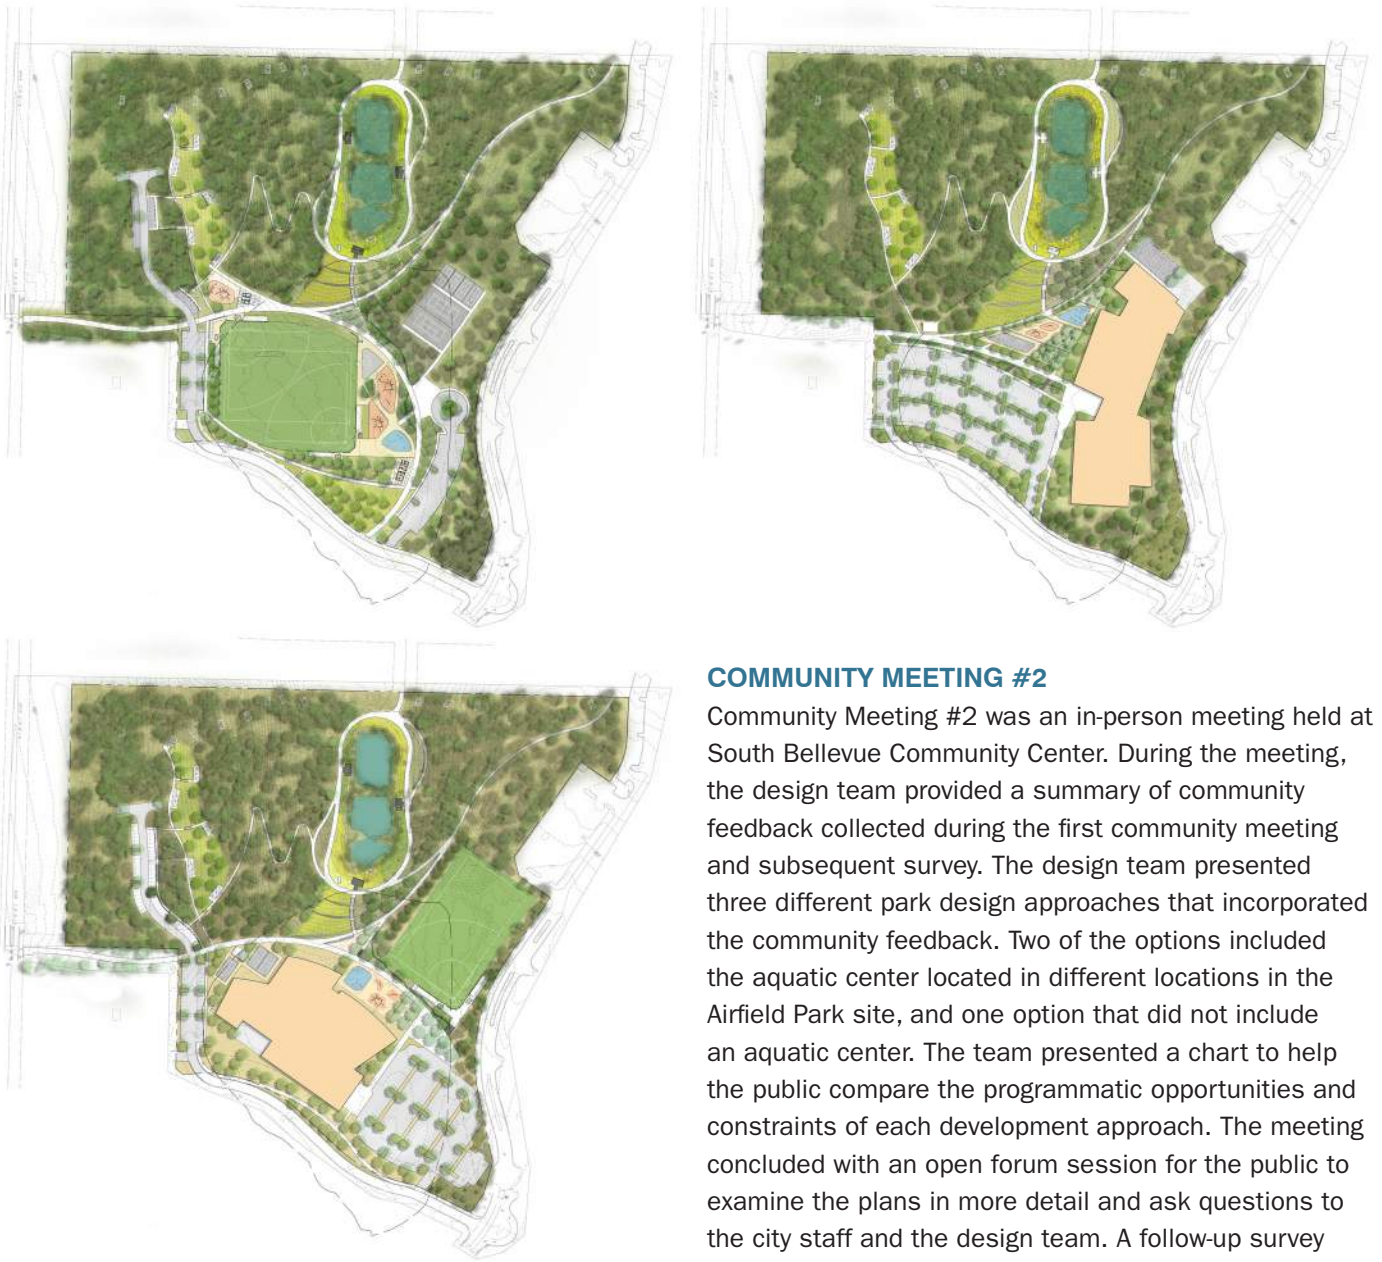 COMMUNITY MEETING #2
Community Meeting #2 was an in-person meeting held at
South Bellevue Community Center. During the meeting,
the design team provided a summary of community
feedback collected during the first community meeting
and subsequent survey. The design team presented
three different park design approaches that incorporated
the community feedback. Two of the options included
the aquatic center located in different locations in the
Airfield Park site, and one option that did not include
an aquatic center. The team presented a chart to help
the public compare the programmatic opportunities and
constraints of each development approach. The meeting
concluded with an open forum session for the public to
examine the plans in more detail and ask questions to
the city staff and the design team. A follow-up survey